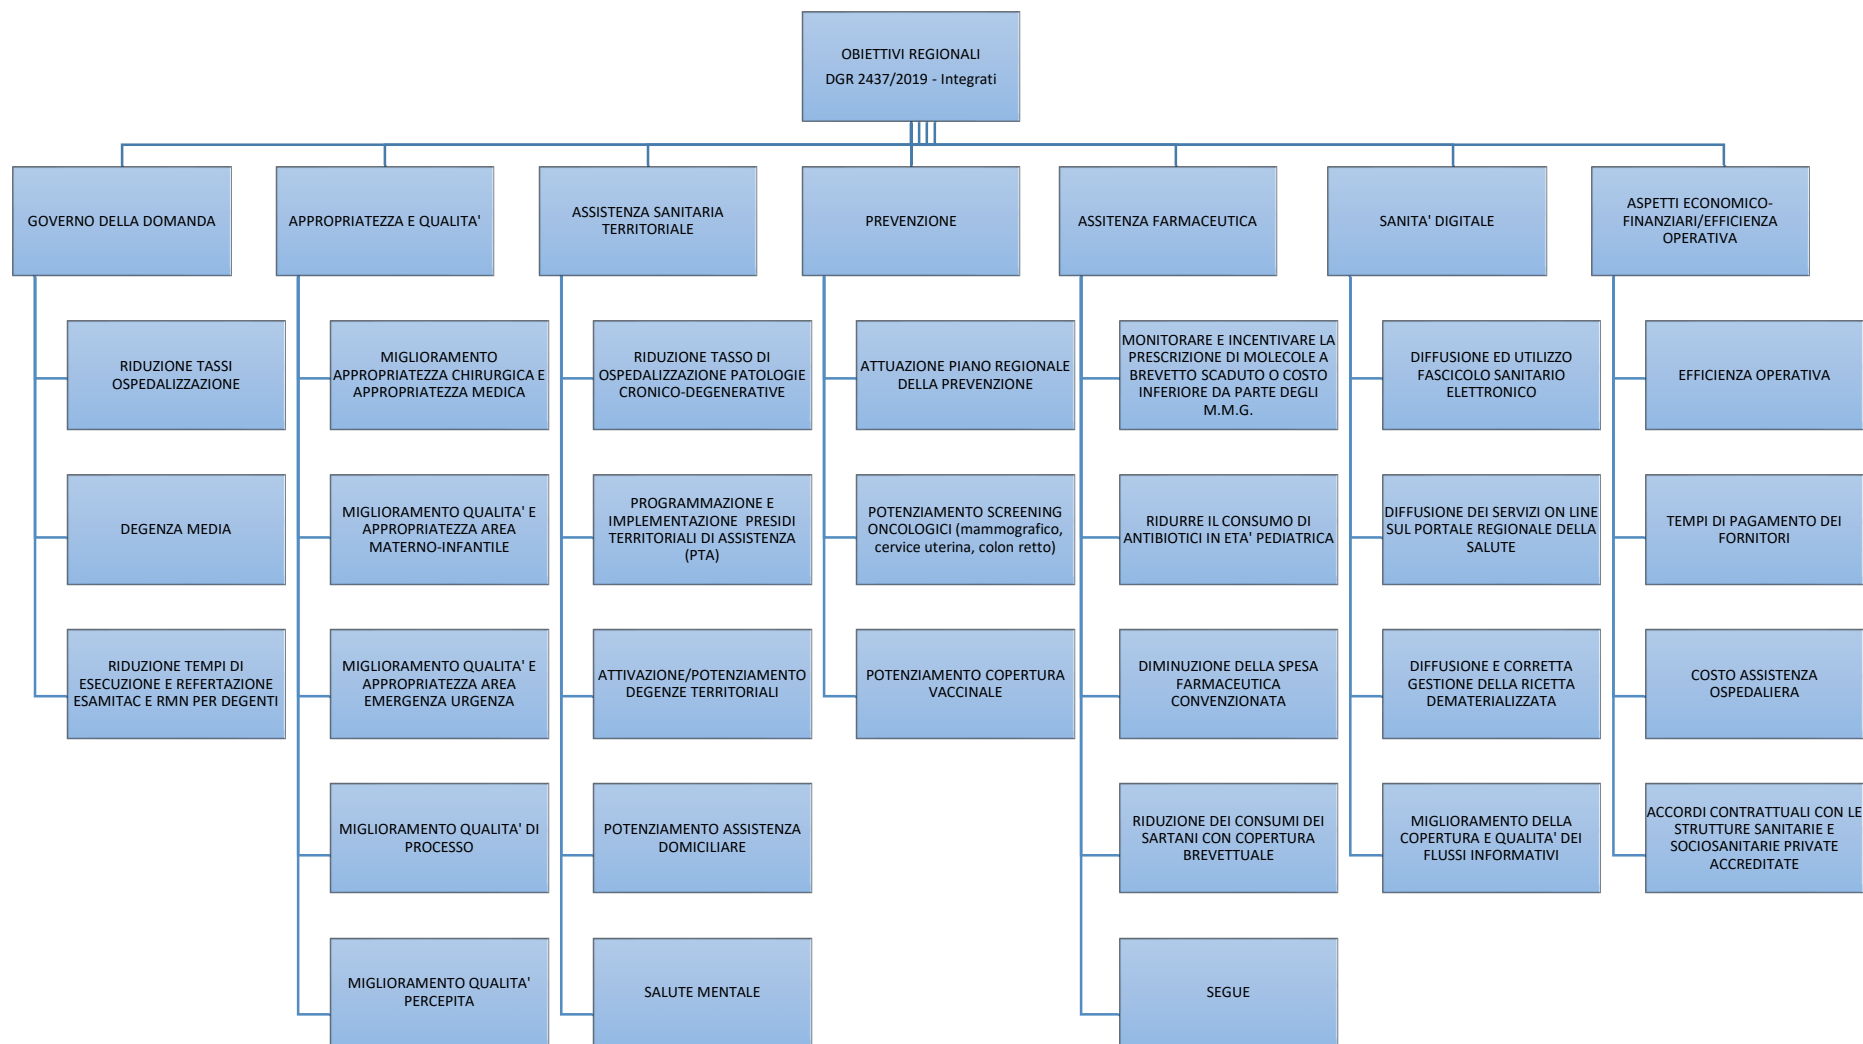 OBIETTIVI REGIONALI
DGR 2437/2019 - Integrati
GOVERNO DELLA DOMANDA
RIDUZIONE TASSI
OSPEDALIZZAZIONE
DEGENZA MEDIA
RIDUZIONE TEMPI DI
ESECUZIONE E REFERTAZIONE
ESAMITAC E RMN PER DEGENTI
APPROPRIATEZZA E QUALITA'
MIGLIORAMENTO
APPROPRIATEZZA CHIRURGICA E
APPROPRIATEZZA MEDICA
MIGLIORAMENTO QUALITA' E
APPROPRIATEZZA AREA
MATERNO-INFANTILE
MIGLIORAMENTO QUALITA' E
APPROPRIATEZZA AREA
EMERGENZA URGENZA
MIGLIORAMENTO QUALITA' DI
PROCESSO
MIGLIORAMENTO QUALITA'
PERCEPITA
ASSISTENZA SANITARIA
TERRITORIALE
RIDUZIONE TASSO DI
OSPEDALIZZAZIONE PATOLOGIE
CRONICO-DEGENERATIVE
PROGRAMMAZIONE E
IMPLEMENTAZIONE PRESIDI
TERRITORIALI DI ASSISTENZA
(PTA)
ATTIVAZIONE/POTENZIAMENTO
DEGENZE TERRITORIALI
POTENZIAMENTO ASSISTENZA
DOMICILIARE
SALUTE MENTALE
PREVENZIONE
ATTUAZIONE PIANO REGIONALE
DELLA PREVENZIONE
POTENZIAMENTO SCREENING
ONCOLOGICI (mammografico,
cervice uterina, colon retto)
POTENZIAMENTO COPERTURA
VACCINALE
ASSITENZA FARMACEUTICA
MONITORARE E INCENTIVARE LA
PRESCRIZIONE DI MOLECOLE A
BREVETTO SCADUTO O COSTO
INFERIORE DA PARTE DEGLI
M.M.G.
RIDURRE IL CONSUMO DI
ANTIBIOTICI IN ETA' PEDIATRICA
DIMINUZIONE DELLA SPESA
FARMACEUTICA
CONVENZIONATA
RIDUZIONE DEI CONSUMI DEI
SARTANI CON COPERTURA
BREVETTUALE
SEGUE
SANITA' DIGITALE
DIFFUSIONE ED UTILIZZO
FASCICOLO SANITARIO
ELETTRONICO
DIFFUSIONE DEI SERVIZI ON LINE
SUL PORTALE REGIONALE DELLA
SALUTE
DIFFUSIONE E CORRETTA
GESTIONE DELLA RICETTA
DEMATERIALIZZATA
MIGLIORAMENTO DELLA
COPERTURA E QUALITA' DEI
FLUSSI INFORMATIVI
ASPETTI ECONOMICO-
FINANZIARI/EFFICIENZA
OPERATIVA
EFFICIENZA OPERATIVA
TEMPI DI PAGAMENTO DEI
FORNITORI
COSTO ASSISTENZA
OSPEDALIERA
ACCORDI CONTRATTUALI CON LE
STRUTTURE SANITARIE E
SOCIOSANITARIE PRIVATE
ACCREDITATE